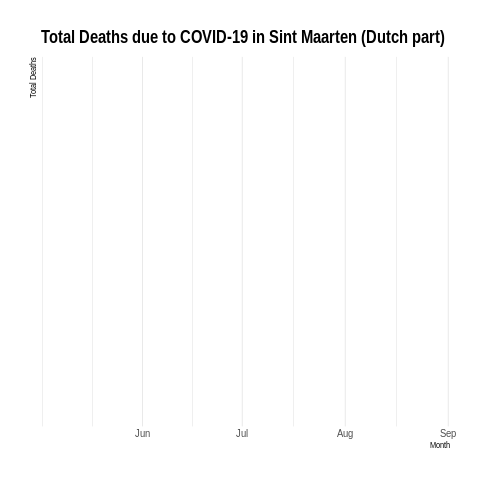 Total Deaths due to COVID-19 in Sint Maarten (Dutch part)
Total Deaths
Jun Jul Aug Sep
Month